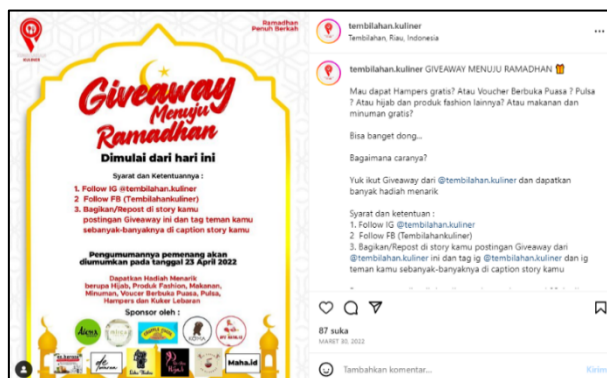 Ramadhan
Penuh Berkah
Giveaway
Menuju
Ramadhan
Dimulai dari hari ini
Syarat dan Ketentuannya :
1. Follow IG @tembilahan.kuliner
2 Follow FB (Tembilahankuliner)
3. Bagikan/Repost di story kamu
postingan Giveaway ini dan tag teman kamu
sebanyak-banyaknya di caption story kamu
Pengumumannya pemenang akan
diumumkan pada tanggal 23 April 2022
Dapatkan Hadiah Menarik
berupa Hijab, Produk Fashion, Makanan,
Minuman, Voucer Berbuka Puasa, Pulsa,
Hampers dan Kuker Lebaran
Sponsor oleh :
Maha.id
tembilahan.kuliner
Tembilahan, Riau, Indonesia
tembilahan.kuliner GIVEAWAY MENUJU RAMADHAN 🎁
Mau dapat Hampers gratis? Atau Voucher Berbuka Puasa ? Pulsa
? Atau hijab dan produk fashion lainnya? Atau makanan dan
minuman gratis?
Bisa banget dong...
Bagaimana caranya?
Yuk ikut Giveaway dari @tembilahan.kuliner dan dapatkan
banyak hadiah menarik
Syarat dan ketentuan :
1. Follow IG @tembilahan.kuliner
2 Follow FB (Tembilahankuliner)
3. Bagikan/Repost di story kamu postingan Giveaway dari
@tembilahan.kuliner ini dan tag ig @tembilahan.kuliner dan ig
teman kamu sebanyak-banyaknya di caption story kamu
87 suka
MARET 30, 2022
Tambahkan komentar...
Kirim